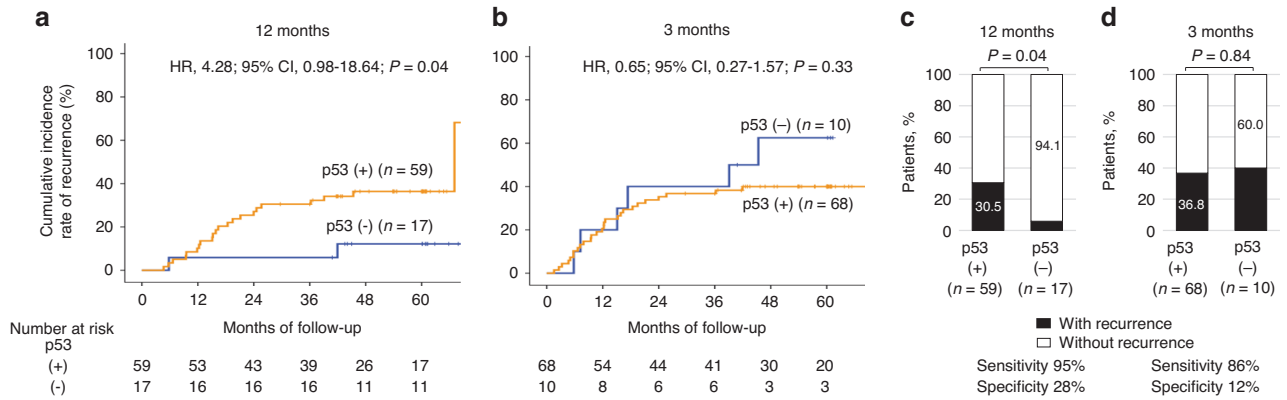 a
12 months
HR, 4.28; 95% CI, 0.98-18.64; P = 0.04
Cumulative incidence
rate of recurrence (%)
100
80
60
40
20
0
p53 (+) (n = 59)
p53 (-) (n = 17)
0 12 24 36 48 60
Months of follow-up
Number at risk
p53
(+) 59 53 43 39 26 17
(-) 17 16 16 16 11 11
b
3 months
HR, 0.65; 95% CI, 0.27-1.57; P = 0.33
100
80
60
40
20
0
p53 (–) (n = 10)
p53 (+) (n = 68)
0 12 24 36 48 60
Months of follow-up
68 54 44 41 30 20
10 8 6 6 3 3
c
12 months
P = 0.04
Patients, %
100
80
60
40
20
0
30.5
94.1
p53 p53
(+) (–)
(n = 59) (n = 17)
d
3 months
P = 0.84
Patients, %
100
80
60
40
20
0
36.8
60.0
p53 p53
(+) (–)
(n = 68) (n = 10)
With recurrence
Without recurrence
Sensitivity 95%
Specificity 28%
Sensitivity 86%
Specificity 12%